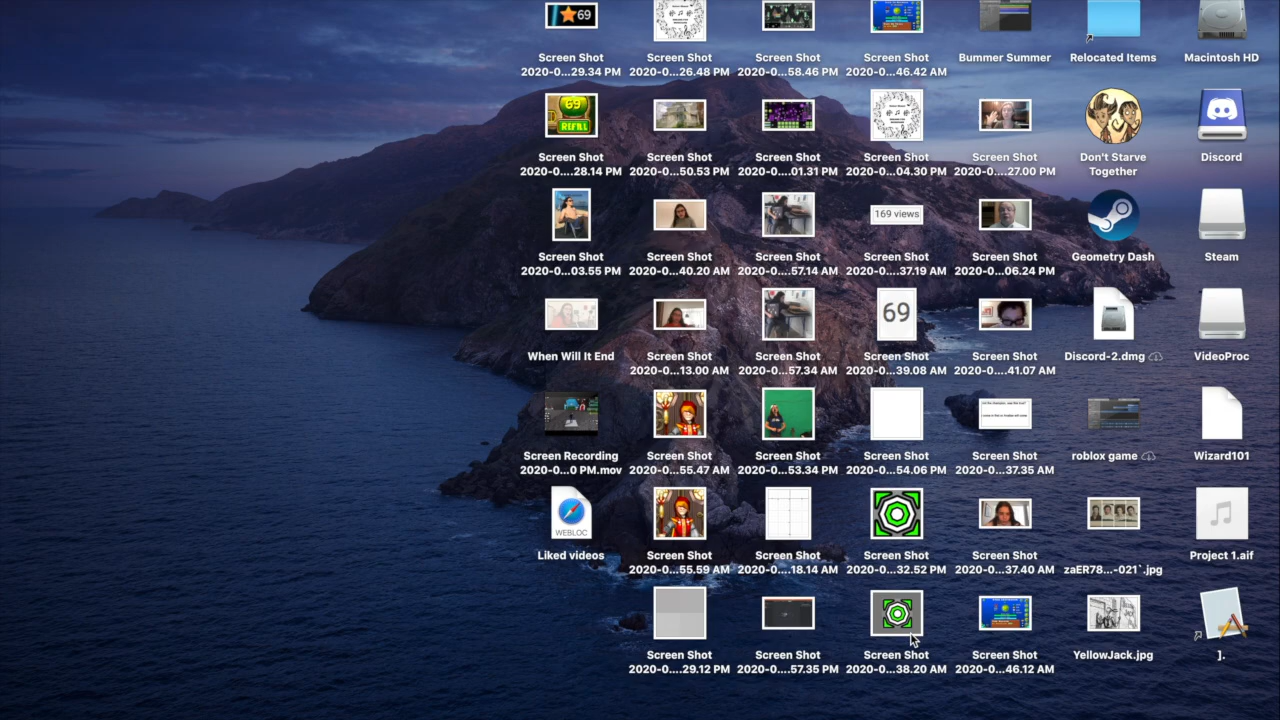 69
Screen Shot
2020-0...29.34 PM
Screen Shot
2020-0...26.48 PM
Screen Shot
2020-0...58.46 PM
Screen Shot
2020-0...46.42 AM
Bummer Summer
Relocated Items
Macintosh HD
69
REFILL
Screen Shot
2020-0....28.14 PM
Screen Shot
2020-0...50.53 PM
Screen Shot
2020-0....01.31 PM
Screen Shot
2020-0...04.30 PM
Screen Shot
2020-0....27.00 PM
Don't Starve
Together
Discord
169 views
Screen Shot
2020-0...03.55 PM
Screen Shot
2020-0...40.20 AM
Screen Shot
2020-0....57.14 AM
Screen Shot
2020-0....37.19 AM
Screen Shot
2020-0...06.24 PM
Geometry Dash
Steam
69
When Will It End
Screen Shot
2020-0...13.00 AM
Screen Shot
2020-0...57.34 AM
Screen Shot
2020-0...39.08 AM
Screen Shot
2020-0....41.07 AM
Discord-2.dmg
VideoProc
Screen Recording
2020-0...0 PM.mov
Screen Shot
2020-0...55.47 AM
Screen Shot
2020-0...53.34 PM
Screen Shot
2020-0...54.06 PM
Screen Shot
2020-0...37.35 AM
roblox game
Wizard101
WEBLOC
Liked videos
Screen Shot
2020-0....55.59 AM
Screen Shot
2020-0....18.14 AM
Screen Shot
2020-0...32.52 PM
Screen Shot
2020-0...37.40 AM
zaER78...-021`.jpg
Project 1.aif
Screen Shot
2020-0....29.12 PM
Screen Shot
2020-0....57.35 PM
Screen Shot
2020-0...38.20 AM
Screen Shot
2020-0...46.12 AM
YellowJack.jpg
].